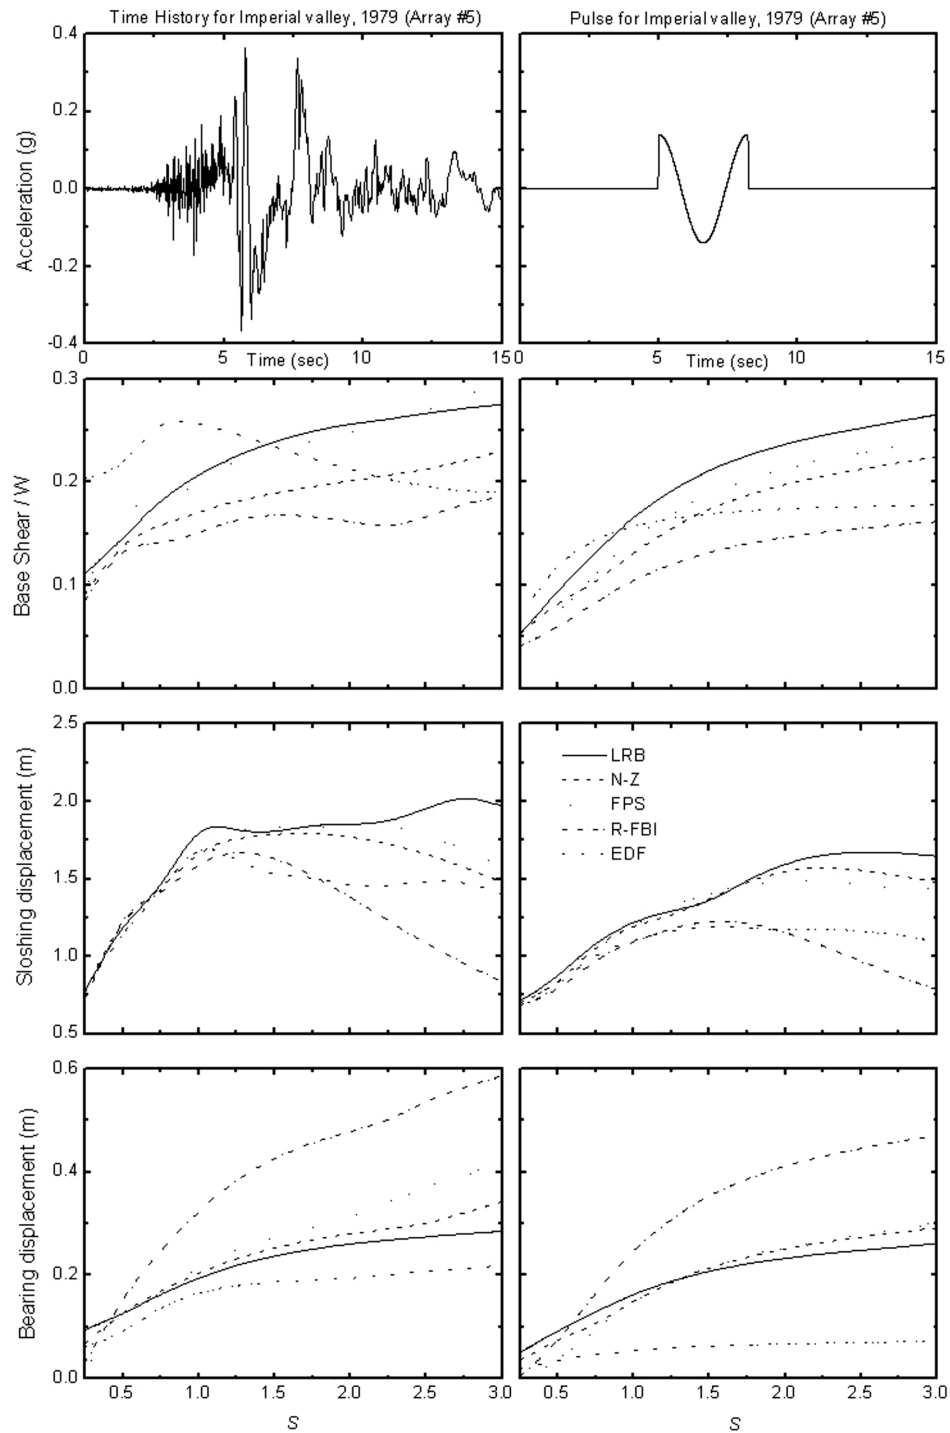 Time History for Imperial valley, 1979 (Array #5)
Pulse for Imperial valley, 1979 (Array #5)
0.4
0.2
0.0
-0.2
-0.4
Acceleration (g)
0 5 10 15
Time (sec)
0 5 10 15
Time (sec)
0.3
0.2
0.1
0.0
Base Shear / W
2.5
2.0
1.5
1.0
0.5
Sloshing displacement (m)
LRB
N-Z
FPS
R-FBI
EDF
0.6
0.4
0.2
0.0
Bearing displacement (m)
0.5 1.0 1.5 2.0 2.5 3.0
S
0.5 1.0 1.5 2.0 2.5 3.0
S